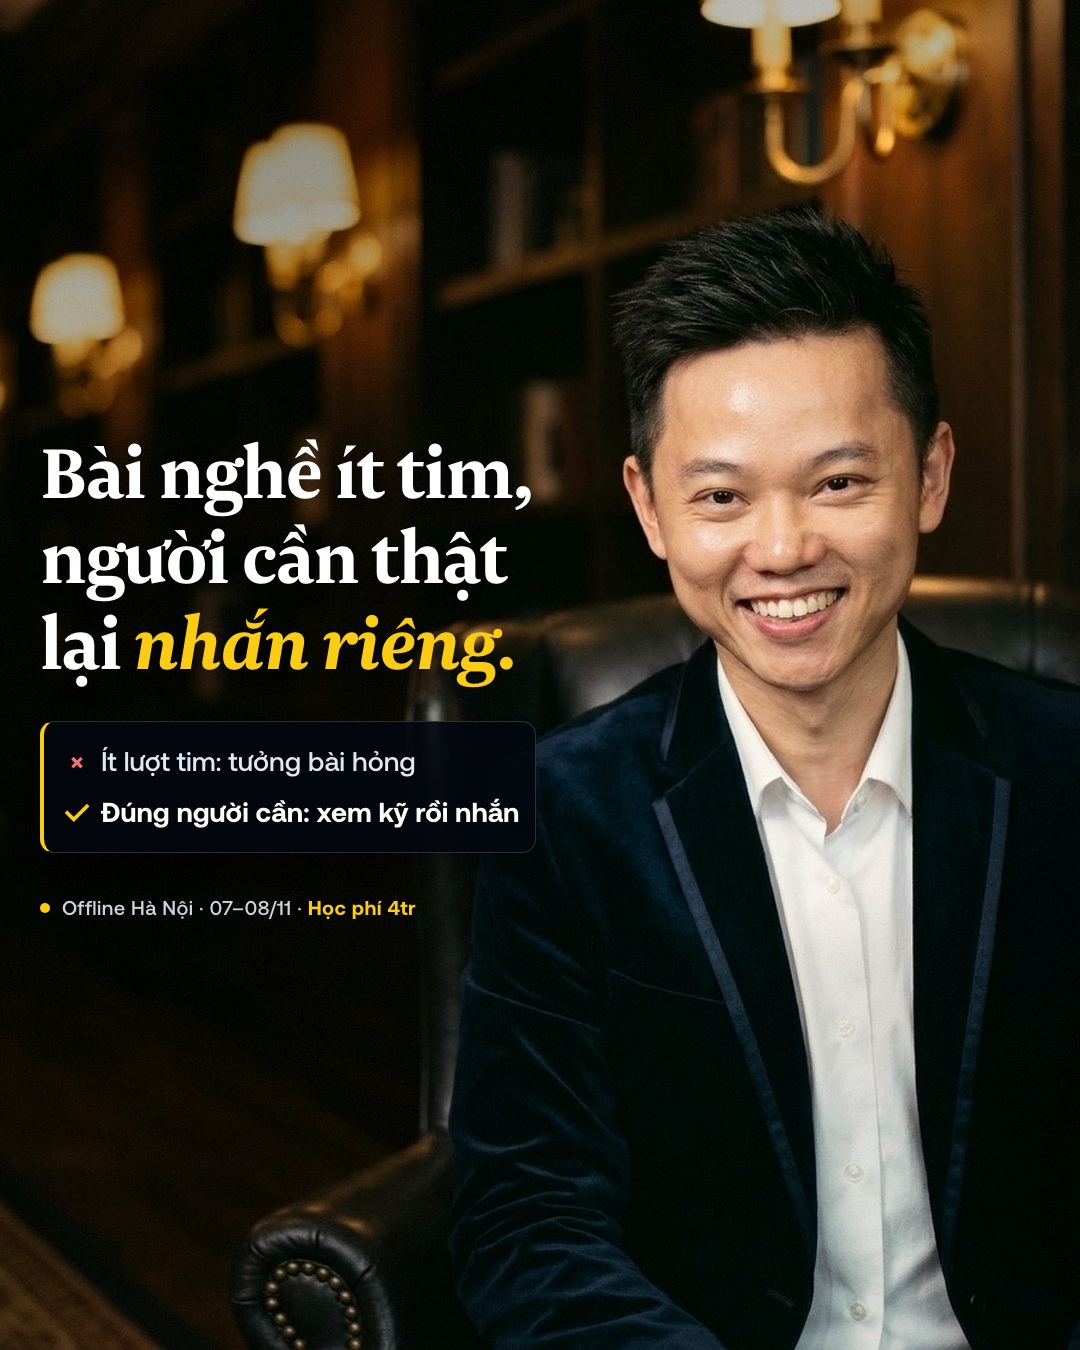 Bài nghề ít tim,
người cần thật
lại nhắn riêng.
× Ít lượt tim: tưởng bài hỏng
✓ Đúng người cần: xem kỹ rồi nhắn
• Offline Hà Nội · 07–08/11 · Học phí 4tr